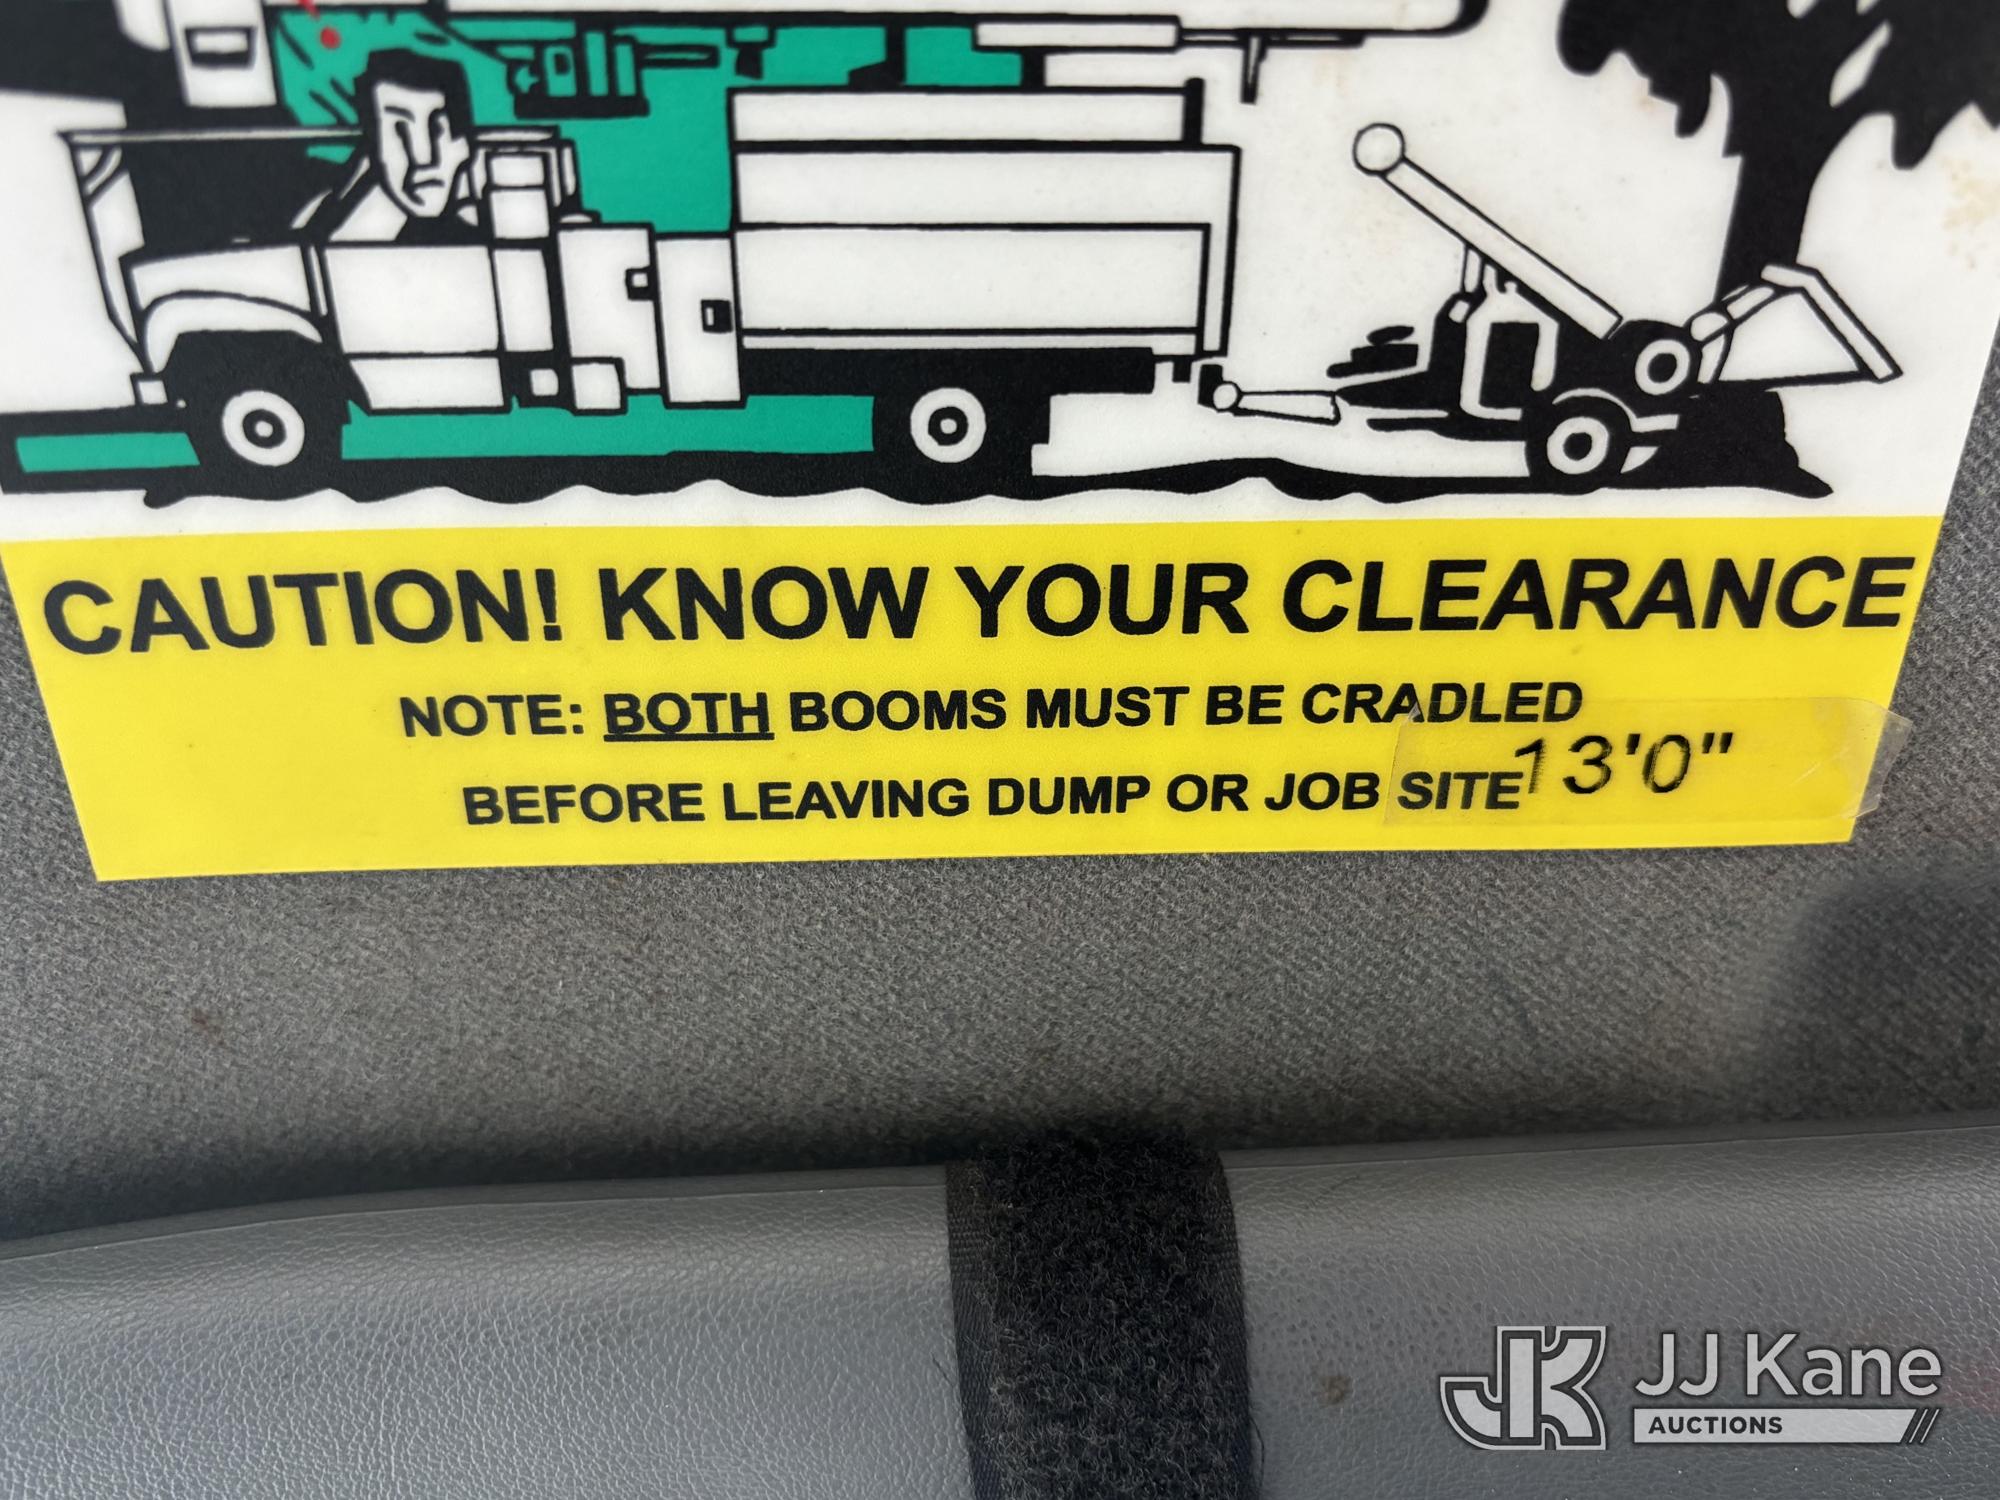 CAUTION! KNOW YOUR CLEARANCE
NOTE: BOTH BOOMS MUST BE CRADLED
13'0"
BEFORE LEAVING DUMP OR JOB SITE
JK JJ Kane
AUCTIONS